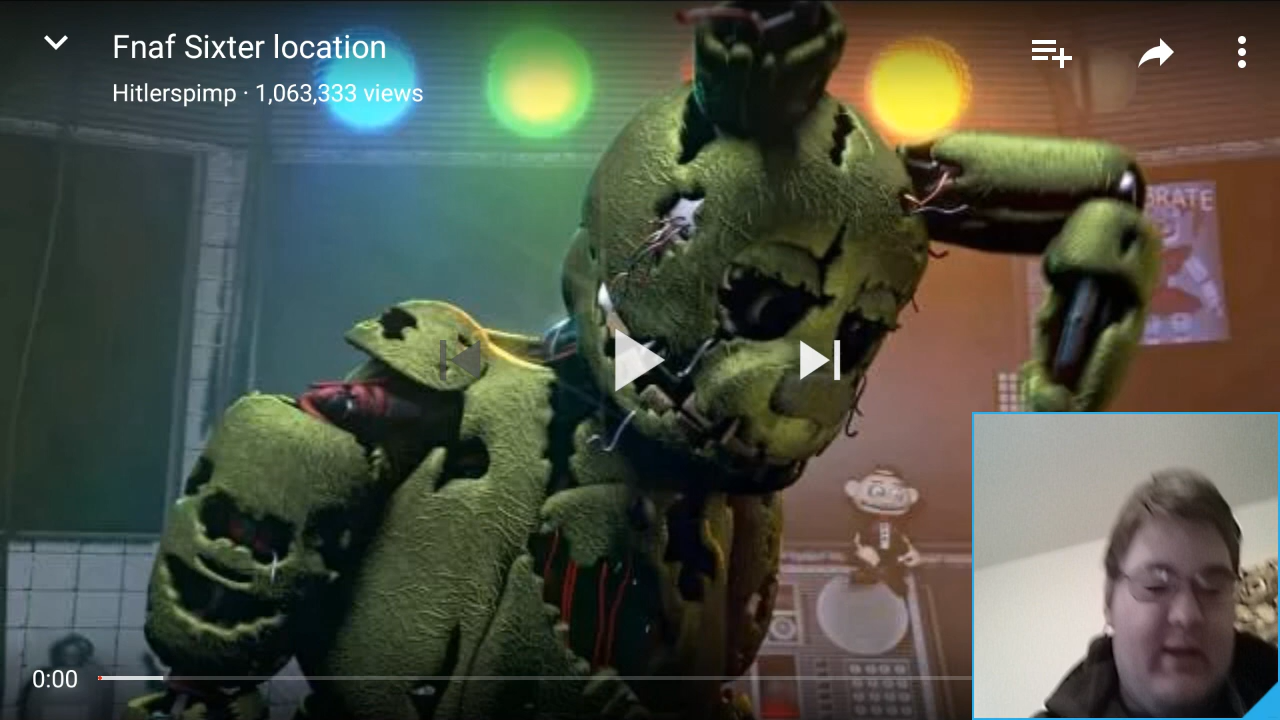 Fnaf Sixter location
Hitlerspimp · 1,063,333 views
BRATE
0:00